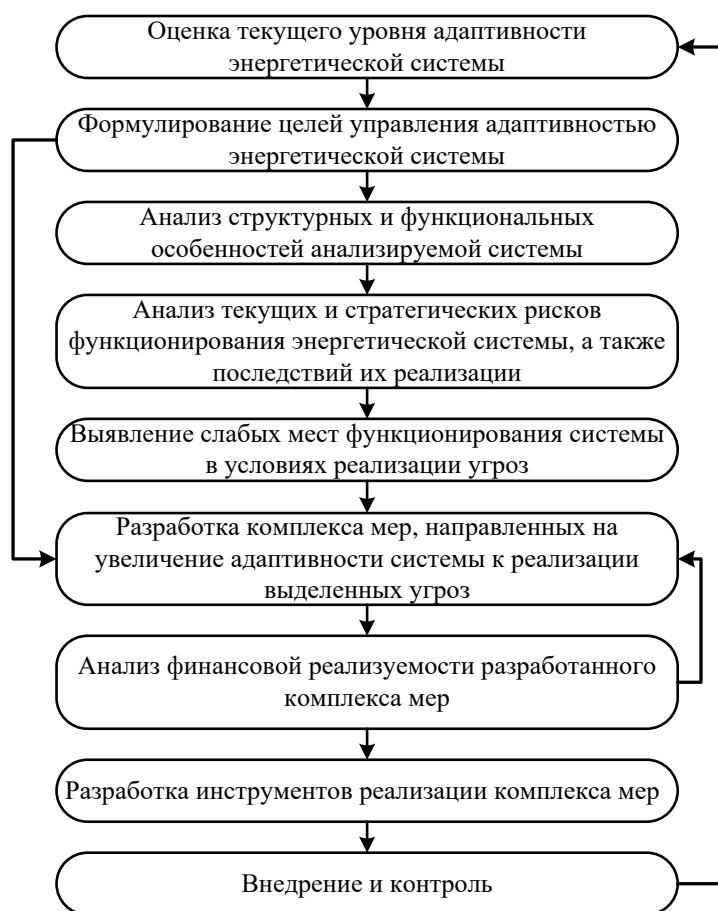 Оценка текущего уровня адаптивности
энергетической системы
Формулирование целей управления адаптивностью
энергетической системы
Анализ структурных и функциональных
особенностей анализируемой системы
Анализ текущих и стратегических рисков
функционирования энергетической системы, а также
последствий их реализации
Выявление слабых мест функционирования системы
в условиях реализации угроз
Разработка комплекса мер, направленных на
увеличение адаптивности системы к реализации
выделенных угроз
Анализ финансовой реализуемости разработанного
комплекса мер
Разработка инструментов реализации комплекса мер
Внедрение и контроль